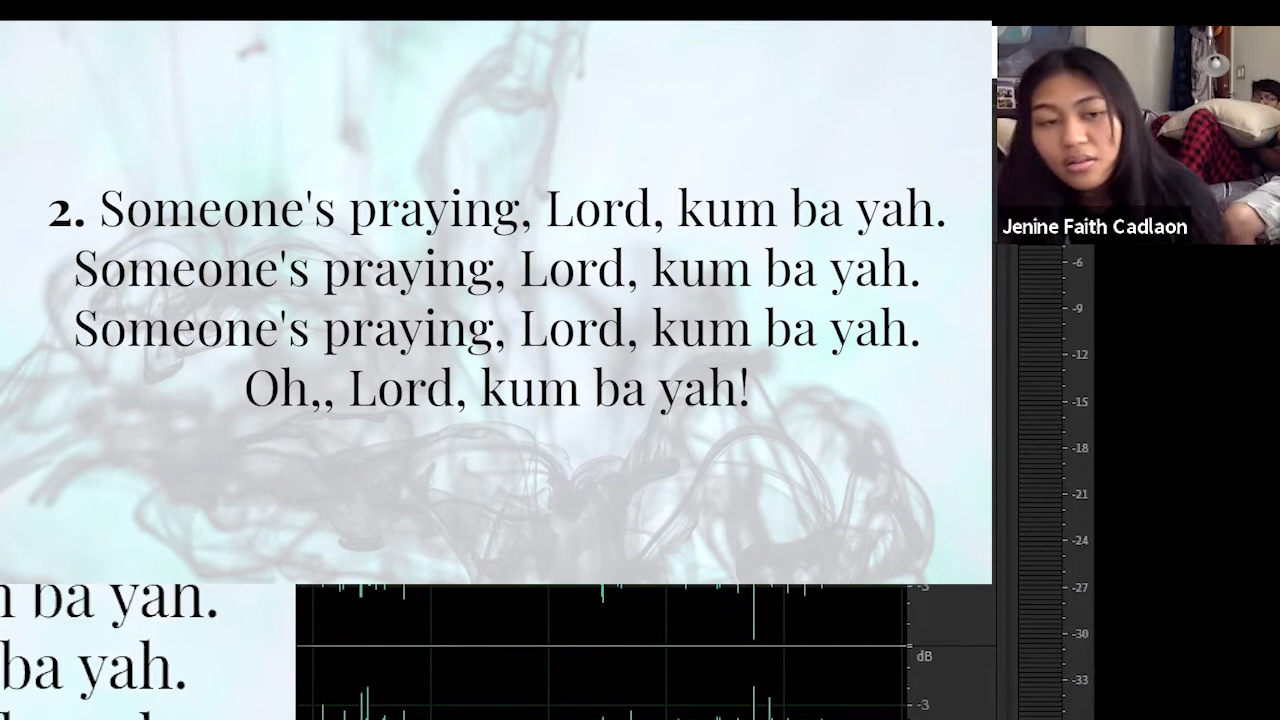 2. Someone's praying, Lord, kum ba yah.
Someone's praying, Lord, kum ba yah.
Someone's praying, Lord, kum ba yah.
Oh,, Lord, kum ba yah!
Jenine Faith Cadlaon
-6
-9
-12
-15
-18
-21
-24
-27
-30
-33
ba yah.
ba yah.
-3
dB
-3